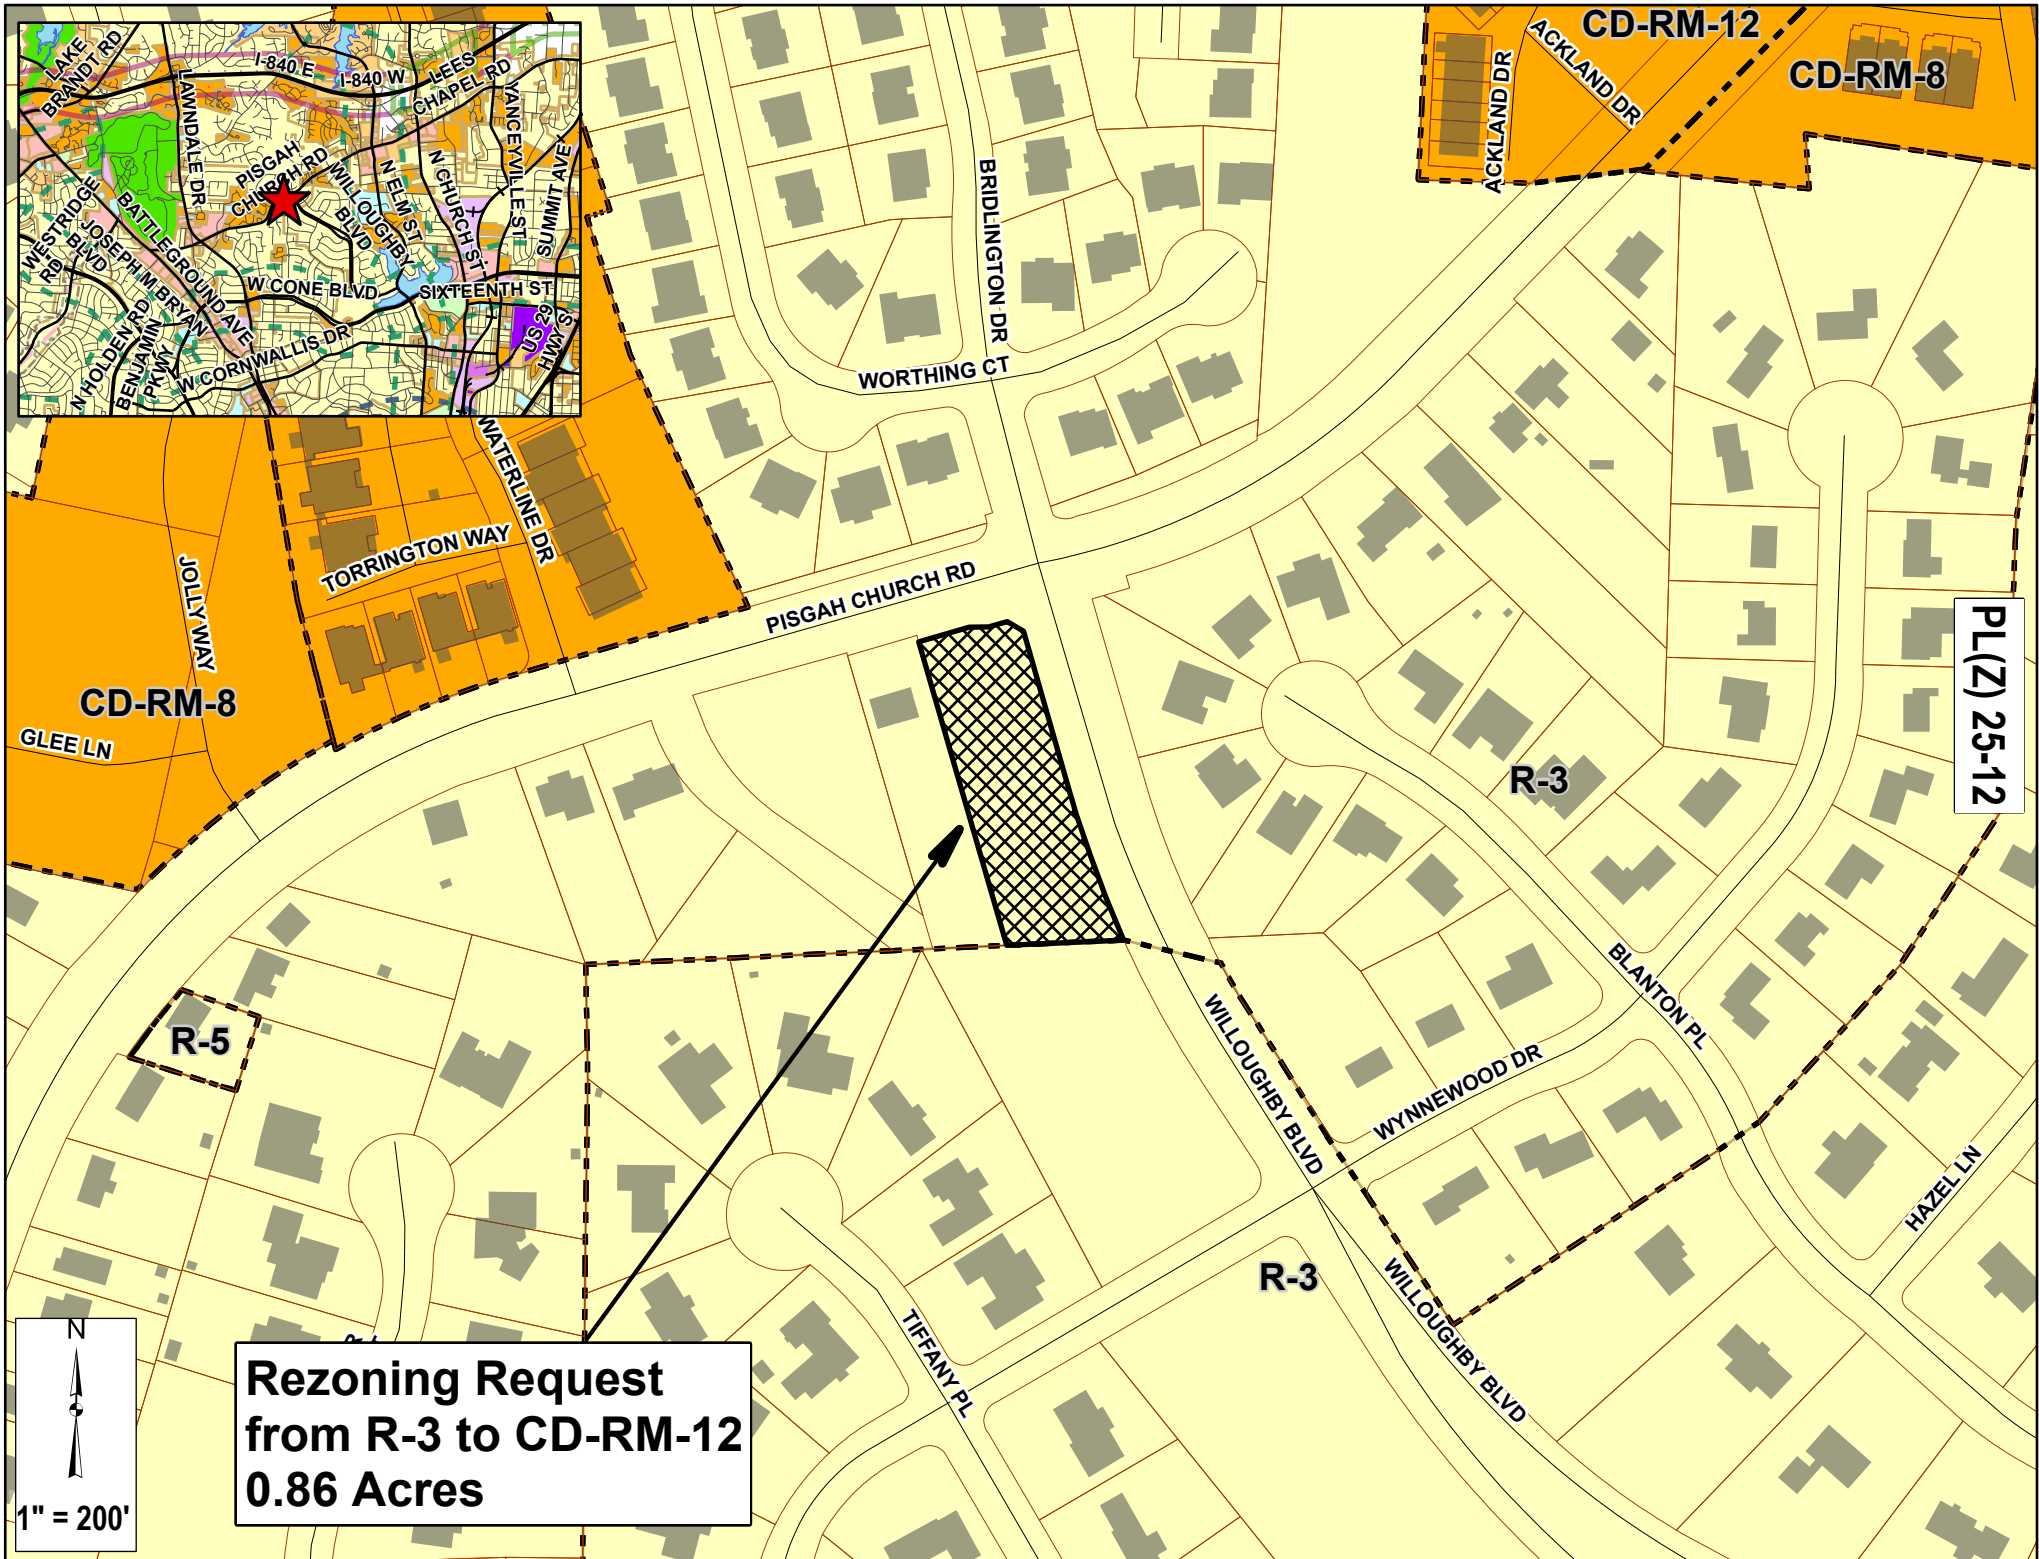 LAKE
BRANDT RD
I-840 E
I-840 W
LEES
CHAPEL RD
LAWNDALE DR
YANCEYVILLE ST
SUMMIT AVE
PISGAH
CHURCH RD
WILLOUGHBY
BLVD
N ELM ST
N CHURCH ST
WESTRIDGE
RD
JOSEPH M BRYAN
BLVD
BATTLEGROUND AVE
W CONE BLVD
SIXTEENTH ST
US 29
HWY S
N HOLDEN RD
BENJAMIN
PKWY
W CORNWALLIS DR
CD-RM-12
CD-RM-8
ACKLAND DR
ACKLAND DR
BRIDLINGTON DR
WORTHING CT
WATERLINE DR
TORRINGTON WAY
JOLLY WAY
PISGAH CHURCH RD
CD-RM-8
GLEE LN
PL(Z) 25-12
R-3
R-5
BLANTON PL
WILLOUGHBY BLVD
WYNNEWOOD DR
HAZEL LN
R-3
WILLOUGHBY BLVD
TIFFANY PL
N
1" = 200'
Rezoning Request
from R-3 to CD-RM-12
0.86 Acres